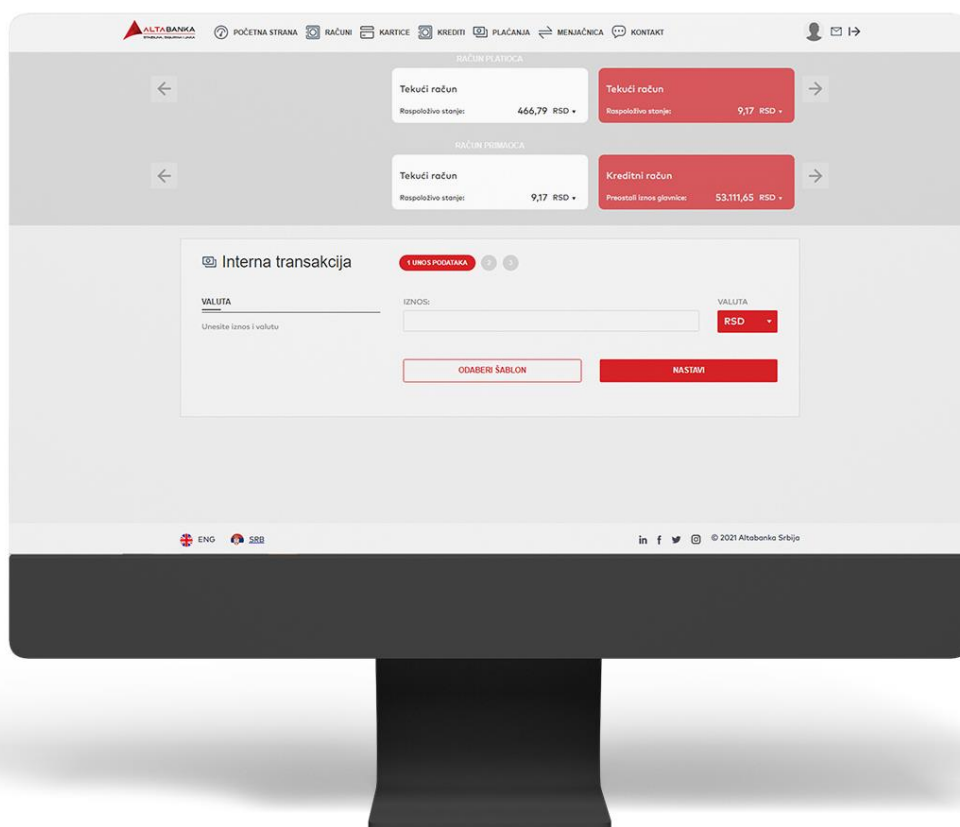 ALTABANKA
POČETNA STRANA RAČUNI KARTICE KREDITI PLAĆANJA MENJAČNICA KONTAKT
RAČUN PLATIOCA
Tekući račun
Raspoloživo stanje: 466,79 RSD
Tekući račun
Raspoloživo stanje: 9,17 RSD
RAČUN PRIMAOCA
Tekući račun
Raspoloživo stanje: 9,17 RSD
Kreditni račun
Preostali iznos glavnice: 53.111,65 RSD
Interna transakcija
1 UNOS PODATAKA 2 3
VALUTA
Unesite iznos i valutu
IZNOS:
VALUTA
RSD
ODABERI ŠABLON
NASTAVI
ENG SRB
in f © 2021 Altabanka Srbija